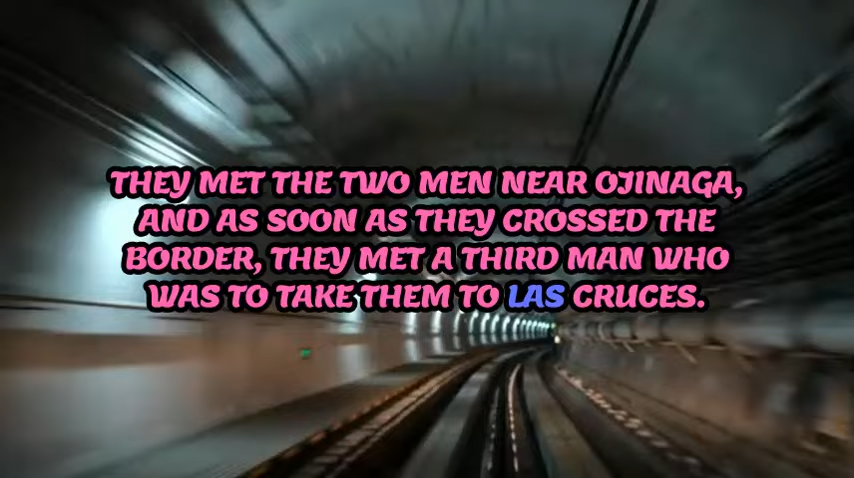 THEY MET THE TWO MEN NEAR OJINAGA,
AND AS SOON AS THEY CROSSED THE
BORDER, THEY MET A THIRD MAN WHO
WAS TO TAKE THEM TO LAS CRUCES.